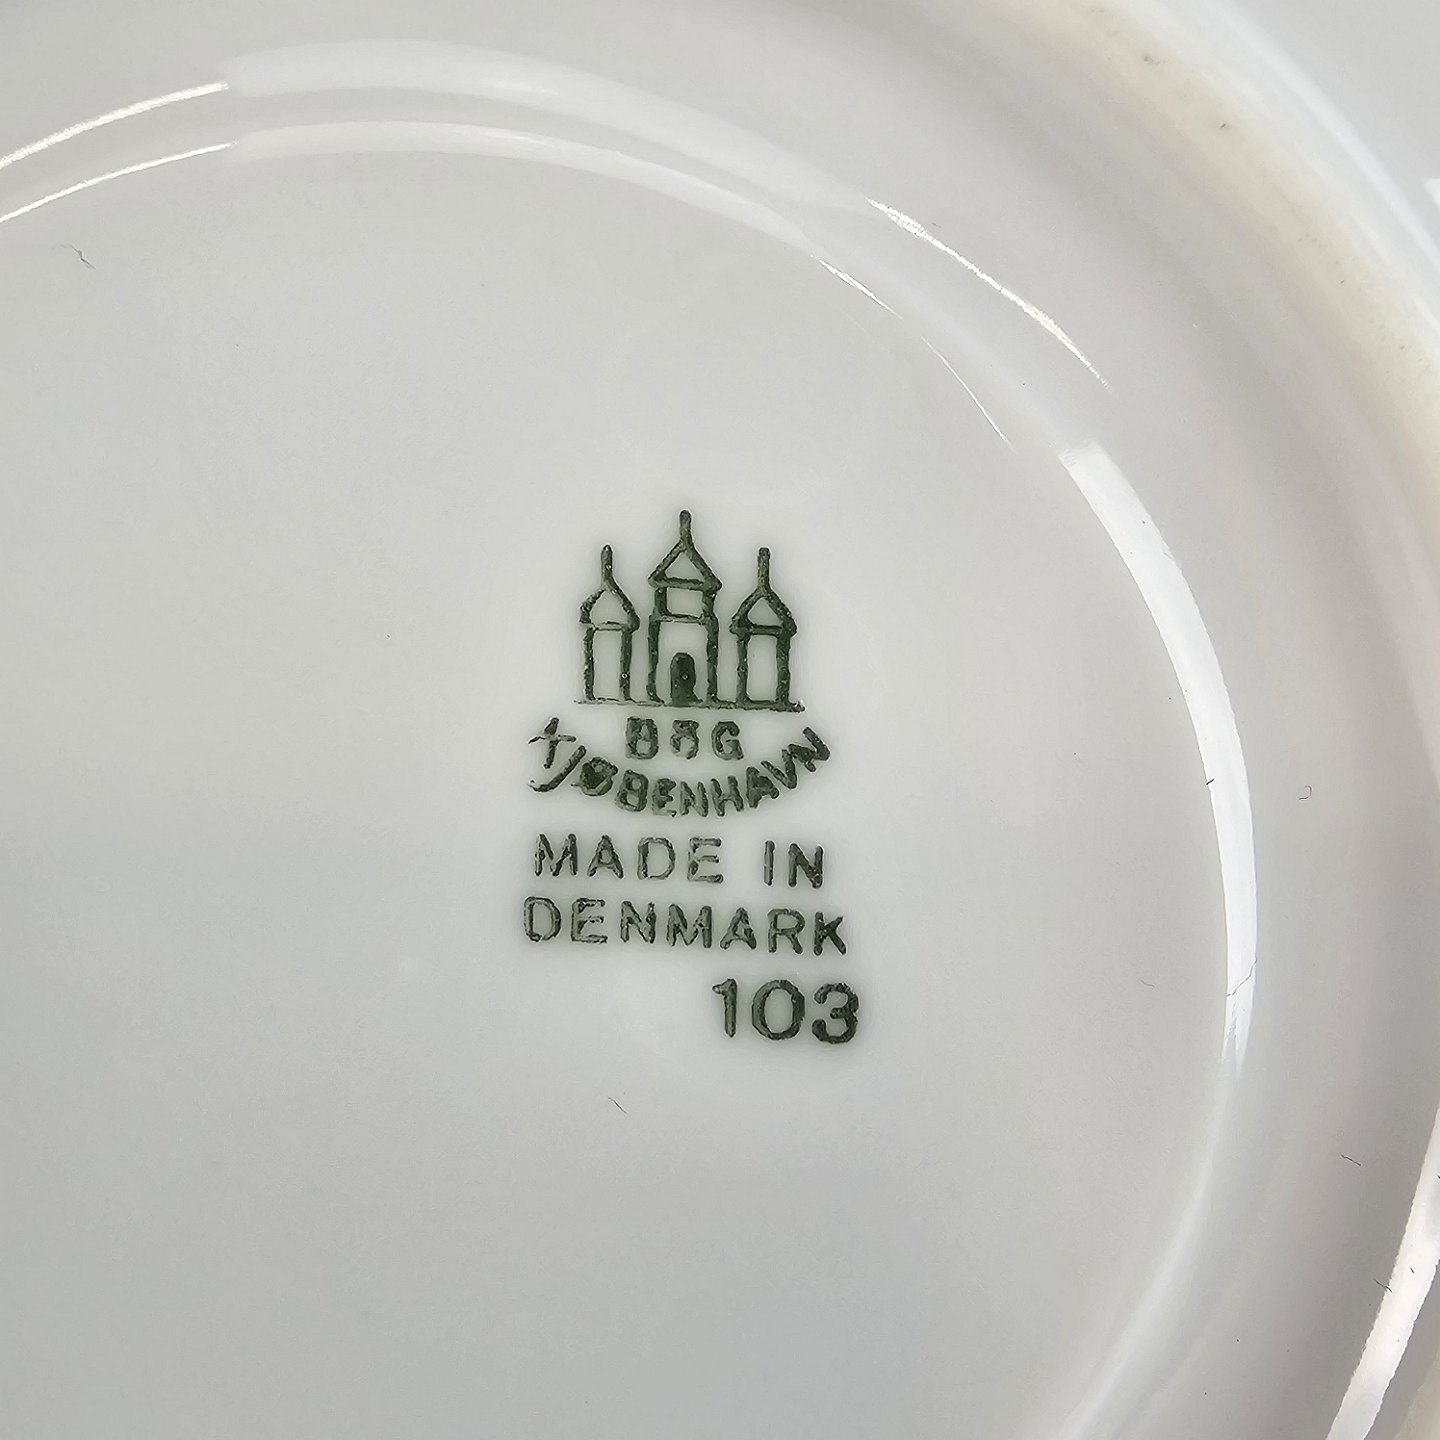 B&G
KJØBENHAVN
MADE IN
DENMARK
103